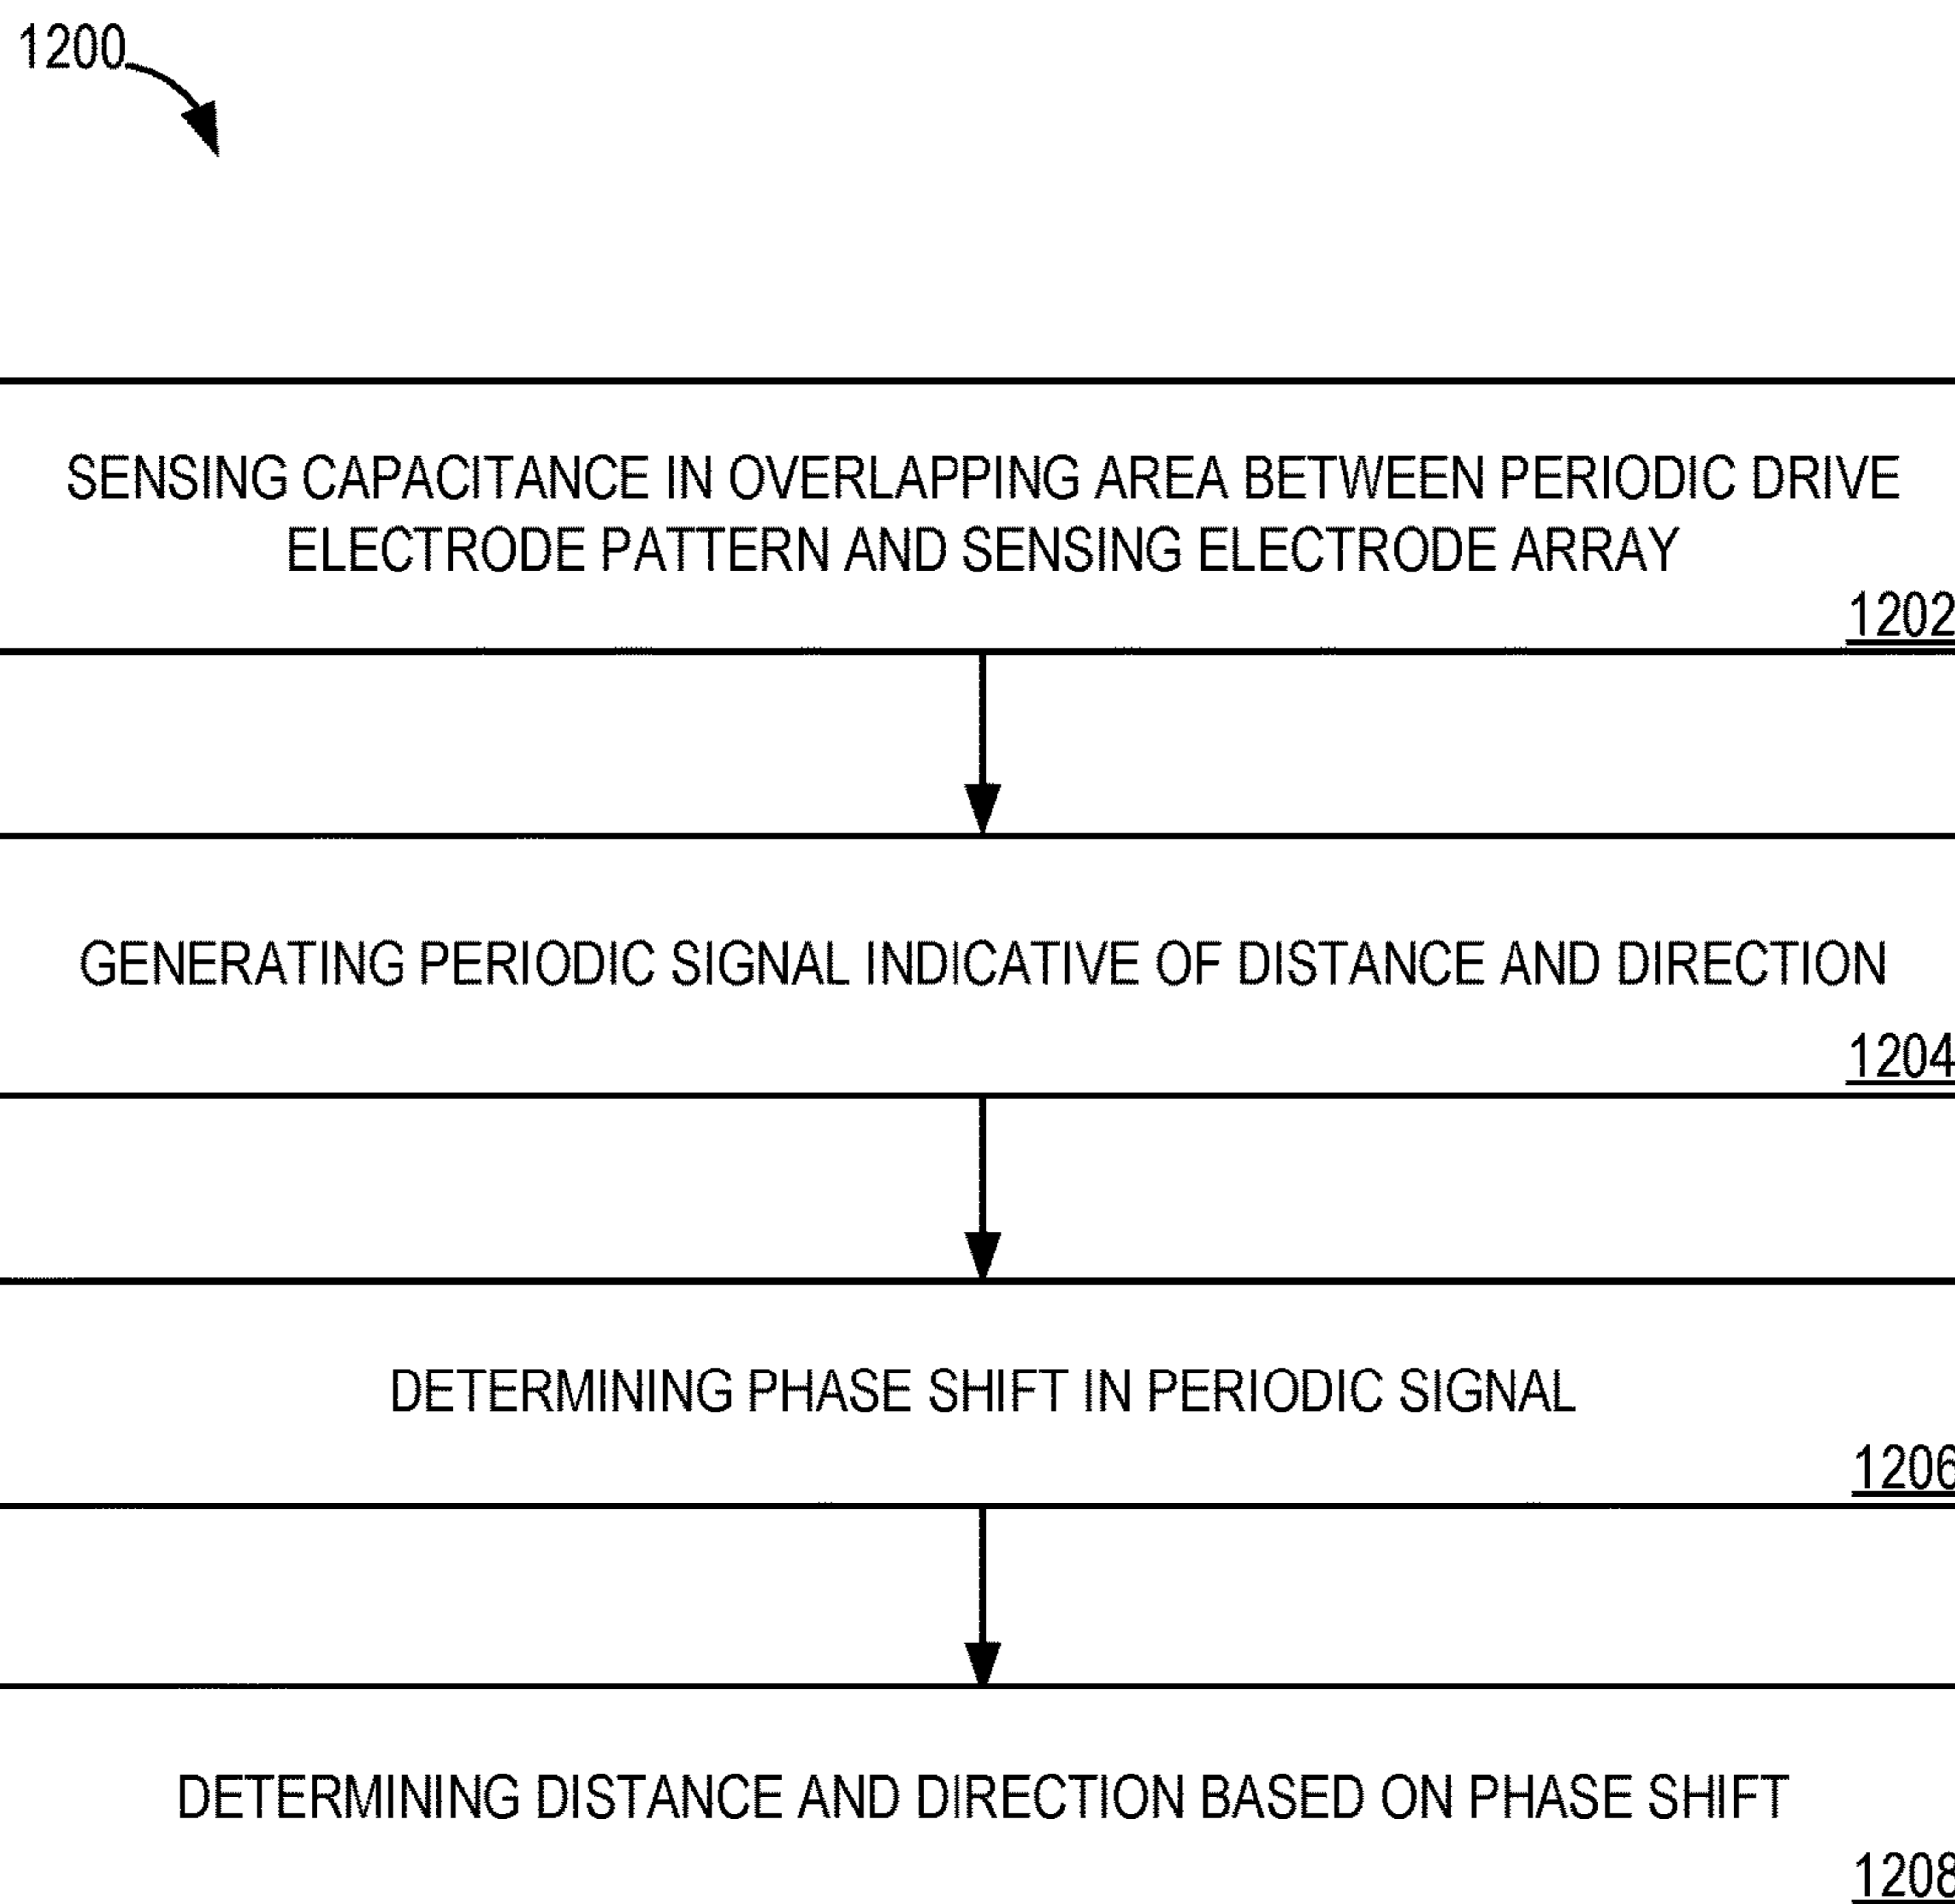 1200
SENSING CAPACITANCE IN OVERLAPPING AREA BETWEEN PERIODIC DRIVE
ELECTRODE PATTERN AND SENSING ELECTRODE ARRAY
1202
GENERATING PERIODIC SIGNAL INDICATIVE OF DISTANCE AND DIRECTION
1204
DETERMINING PHASE SHIFT IN PERIODIC SIGNAL
1206
DETERMINING DISTANCE AND DIRECTION BASED ON PHASE SHIFT
1208